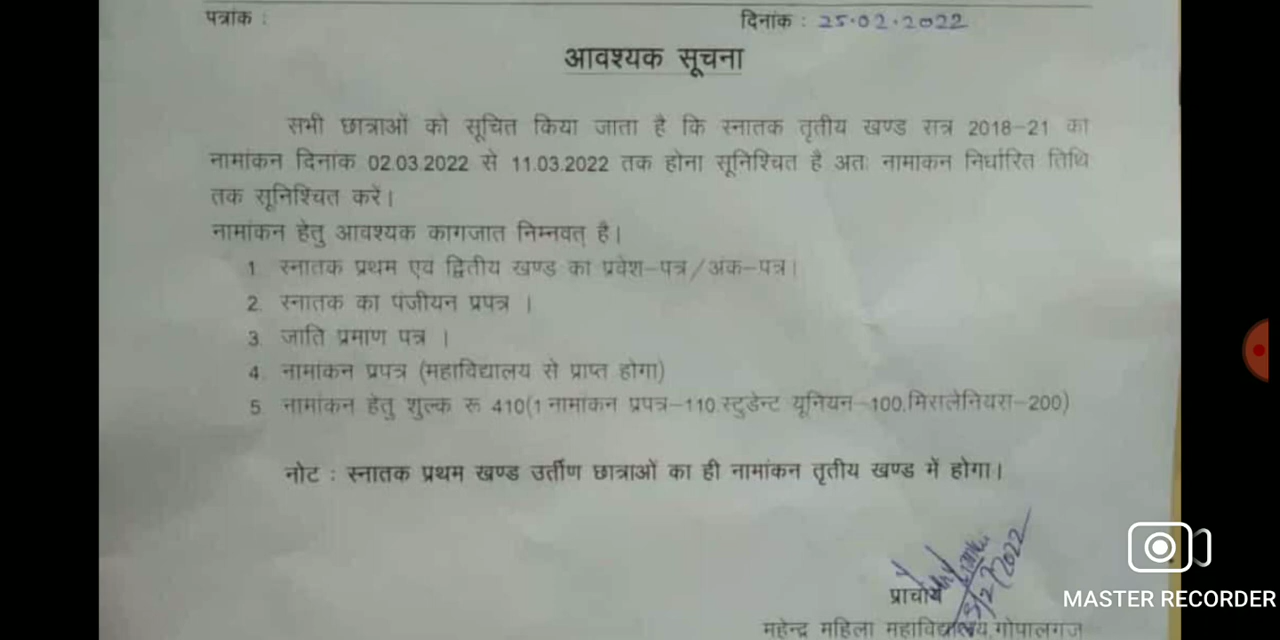 पत्रांक :
दिनांक : 25.02.2022
आवश्यक सूचना
सभी छात्राओं को सूचित किया जाता है कि स्नातक तृतीय खण्ड सत्र 2018-21 का
नामांकन दिनांक 02.03.2022 से 11.03.2022 तक होना सूनिश्चित है अतः नामांकन निर्धारित तिथि
तक सूनिश्चित करें।
नामांकन हेतु आवश्यक कागजात निम्नवत् है।
1. स्नातक प्रथम एवं द्वितीय खण्ड का प्रवेश-पत्र/अंक-पत्र।
2. स्नातक का पंजीयन प्रपत्र ।
3. जाति प्रमाण पत्र ।
4. नामांकन प्रपत्र (महाविद्यालय से प्राप्त होगा)
5. नामांकन हेतु शुल्क रू 410(1 नामांकन प्रपत्र-110,स्टुडेन्ट यूनियन-100,मिसलेनियस-200)
नोट : स्नातक प्रथम खण्ड उर्तीण छात्राओं का ही नामांकन तृतीय खण्ड में होगा।
प्राचार्य
महेन्द्र महिला महाविद्यालय,गोपालगंज
MASTER RECORDER